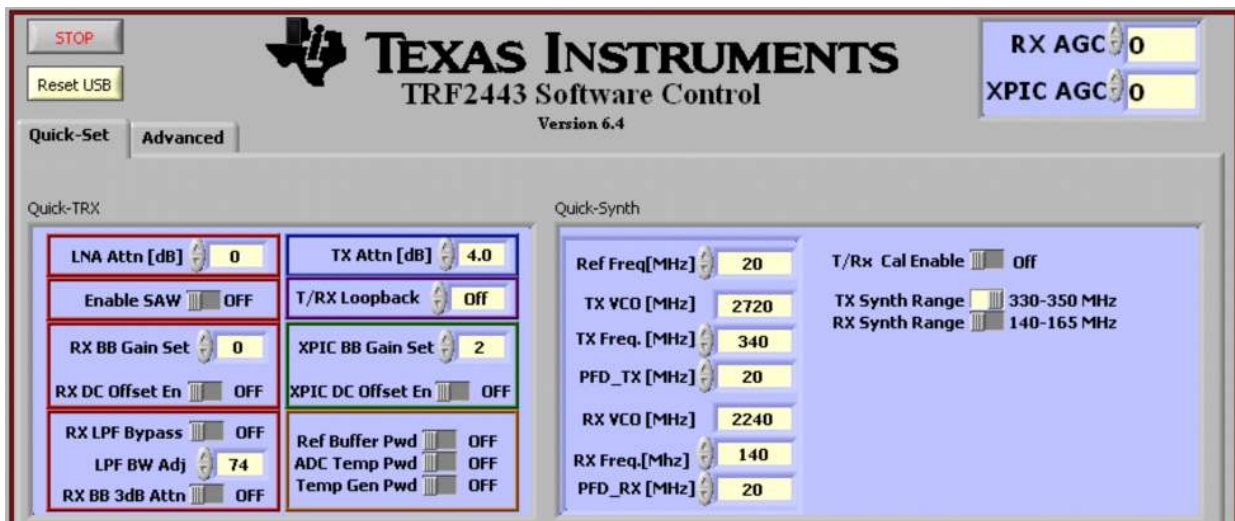 STOP
Reset USB
TEXAS INSTRUMENTS
TRF2443 Software Control
Version 6.4
RX AGC 0
XPIC AGC 0
Quick-Set
Advanced
Quick-TRX
LNA Attn [dB] 0
Enable SAW OFF
RX BB Gain Set 0
RX DC Offset En OFF
RX LPF Bypass OFF
LPF BW Adj 74
RX BB 3dB Attn OFF
TX Attn [dB] 4.0
T/RX Loopback Off
XPIC BB Gain Set 2
XPIC DC Offset En OFF
Ref Buffer Pwd OFF
ADC Temp Pwd OFF
Temp Gen Pwd OFF
Quick-Synth
Ref Freq[MHz] 20
TX VCO [MHz] 2720
TX Freq. [MHz] 340
PFD_TX [MHz] 20
RX VCO [MHz] 2240
RX Freq.[Mhz] 140
PFD_RX [MHz] 20
T/Rx Cal Enable Off
TX Synth Range 330-350 MHz
RX Synth Range 140-165 MHz